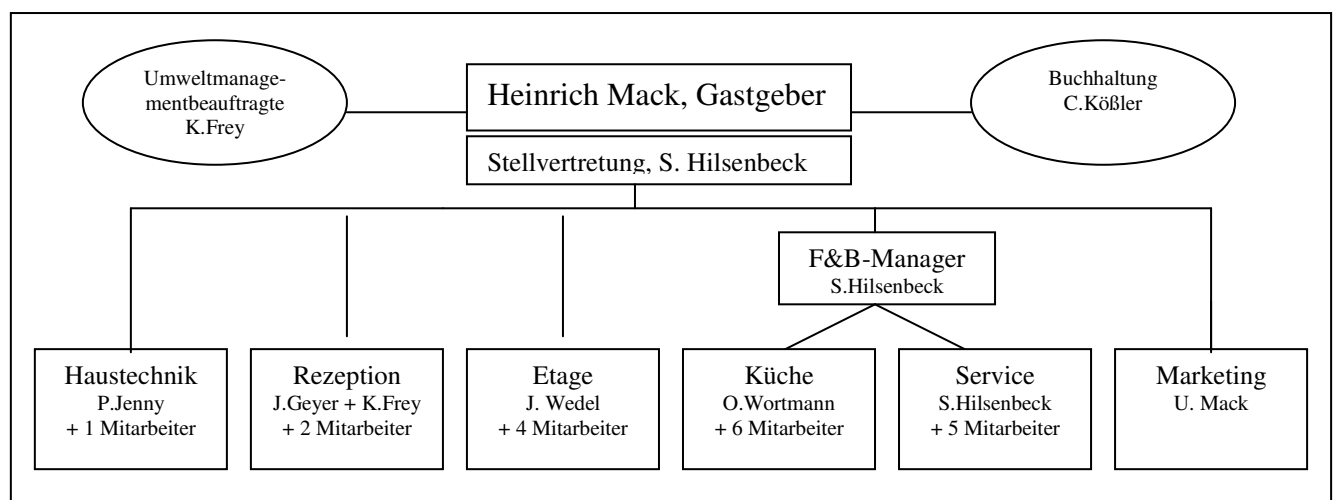 Umweltmanage-
mentbeauftragte
K.Frey
Heinrich Mack, Gastgeber
Buchhaltung
C.Kößler
Stellvertretung, S. Hilsenbeck
F&B-Manager
S.Hilsenbeck
Haustechnik
P.Jenny
+ 1 Mitarbeiter
Rezeption
J.Geyer + K.Frey
+ 2 Mitarbeiter
Etage
J. Wedel
+ 4 Mitarbeiter
Küche
O.Wortmann
+ 6 Mitarbeiter
Service
S.Hilsenbeck
+ 5 Mitarbeiter
Marketing
U. Mack